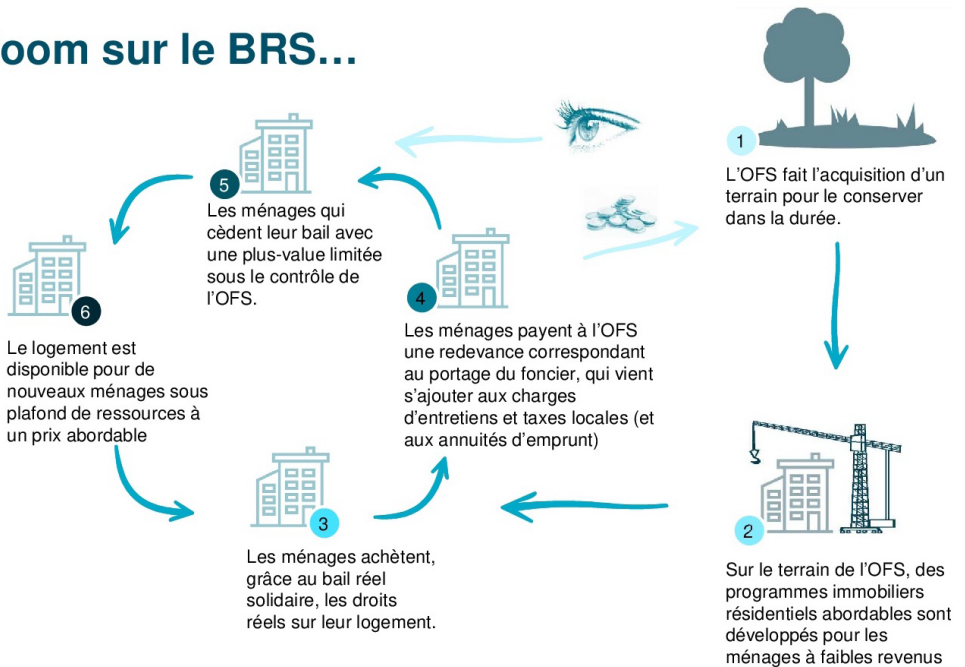 oom sur le BRS...
1
L'OFS fait l'acquisition d'un
terrain pour le conserver
dans la durée.
2
Sur le terrain de l'OFS, des
programmes immobiliers
résidentiels abordables sont
développés pour les
ménages à faibles revenus
3
Les ménages achètent,
grâce au bail réel
solidaire, les droits
réels sur leur logement.
4
Les ménages payent à l'OFS
une redevance correspondant
au portage du foncier, qui vient
s'ajouter aux charges
d'entretiens et taxes locales (et
aux annuités d'emprunt)
5
Les ménages qui
cèdent leur bail avec
une plus-value limitée
sous le contrôle de
l'OFS.
6
Le logement est
disponible pour de
nouveaux ménages sous
plafond de ressources à
un prix abordable